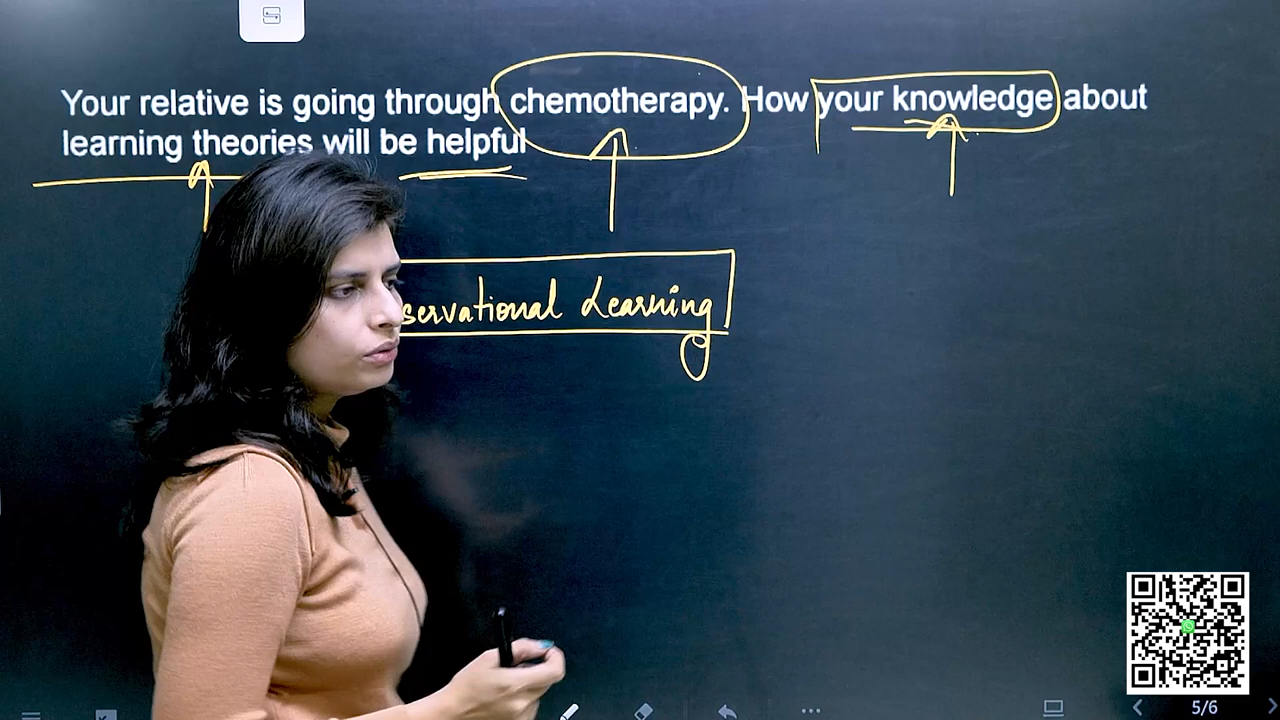 Your relative is going through chemotherapy. How your knowledge about
learning theories will be helpful
servational Learning
5/6